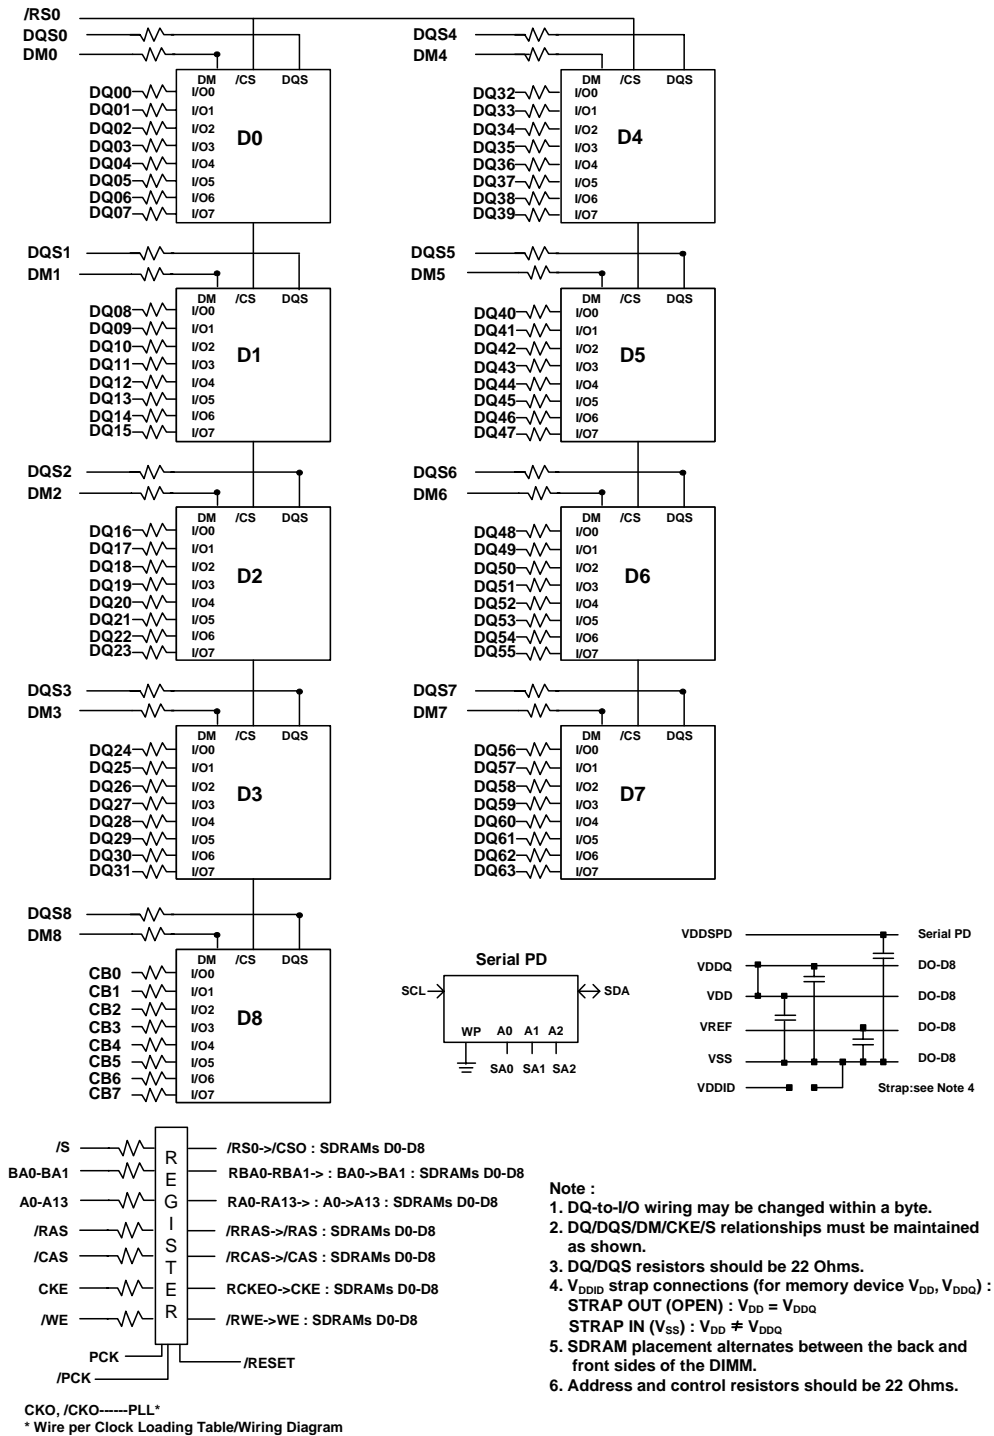 /RS0
DQS0
DM0
DM /CS DQS
DQ00 I/O0
DQ01 I/O1
DQ02 I/O2
DQ03 I/O3
DQ04 I/O4
DQ05 I/O5
DQ06 I/O6
DQ07 I/O7
D0
DQS1
DM1
DM /CS DQS
DQ08 I/O0
DQ09 I/O1
DQ10 I/O2
DQ11 I/O3
DQ12 I/O4
DQ13 I/O5
DQ14 I/O6
DQ15 I/O7
D1
DQS2
DM2
DM /CS DQS
DQ16 I/O0
DQ17 I/O1
DQ18 I/O2
DQ19 I/O3
DQ20 I/O4
DQ21 I/O5
DQ22 I/O6
DQ23 I/O7
D2
DQS3
DM3
DM /CS DQS
DQ24 I/O0
DQ25 I/O1
DQ26 I/O2
DQ27 I/O3
DQ28 I/O4
DQ29 I/O5
DQ30 I/O6
DQ31 I/O7
D3
DQS8
DM8
DM /CS DQS
CB0 I/O0
CB1 I/O1
CB2 I/O2
CB3 I/O3
CB4 I/O4
CB5 I/O5
CB6 I/O6
CB7 I/O7
D8
DQS4
DM4
DM /CS DQS
DQ32 I/O0
DQ33 I/O1
DQ34 I/O2
DQ35 I/O3
DQ36 I/O4
DQ37 I/O5
DQ38 I/O6
DQ39 I/O7
D4
DQS5
DM5
DM /CS DQS
DQ40 I/O0
DQ41 I/O1
DQ42 I/O2
DQ43 I/O3
DQ44 I/O4
DQ45 I/O5
DQ46 I/O6
DQ47 I/O7
D5
DQS6
DM6
DM /CS DQS
DQ48 I/O0
DQ49 I/O1
DQ50 I/O2
DQ51 I/O3
DQ52 I/O4
DQ53 I/O5
DQ54 I/O6
DQ55 I/O7
D6
DQS7
DM7
DM /CS DQS
DQ56 I/O0
DQ57 I/O1
DQ58 I/O2
DQ59 I/O3
DQ60 I/O4
DQ61 I/O5
DQ62 I/O6
DQ63 I/O7
D7
Serial PD
SCL SDA
WP A0 A1 A2
SA0 SA1 SA2
VDDSPD Serial PD
VDDQ DO-D8
VDD DO-D8
VREF DO-D8
VSS DO-D8
VDDID Strap:see Note 4
REGISTER
/S /RS0->/CSO : SDRAMs D0-D8
BA0-BA1 RBA0-RBA1-> : BA0->BA1 : SDRAMs D0-D8
A0-A13 RA0-RA13-> : A0->A13 : SDRAMs D0-D8
/RAS /RRAS->/RAS : SDRAMs D0-D8
/CAS /RCAS->/CAS : SDRAMs D0-D8
CKE RCKEO->CKE : SDRAMs D0-D8
/WE /RWE->WE : SDRAMs D0-D8
PCK
/PCK
/RESET
CKO, /CKO------PLL*
* Wire per Clock Loading Table/Wiring Diagram
Note :
1. DQ-to-I/O wiring may be changed within a byte.
2. DQ/DQS/DM/CKE/S relationships must be maintained
as shown.
3. DQ/DQS resistors should be 22 Ohms.
4. VDDID strap connections (for memory device VDD, VDDQ) :
STRAP OUT (OPEN) : VDD = VDDQ
STRAP IN (VSS) : VDD ≠ VDDQ
5. SDRAM placement alternates between the back and
front sides of the DIMM.
6. Address and control resistors should be 22 Ohms.